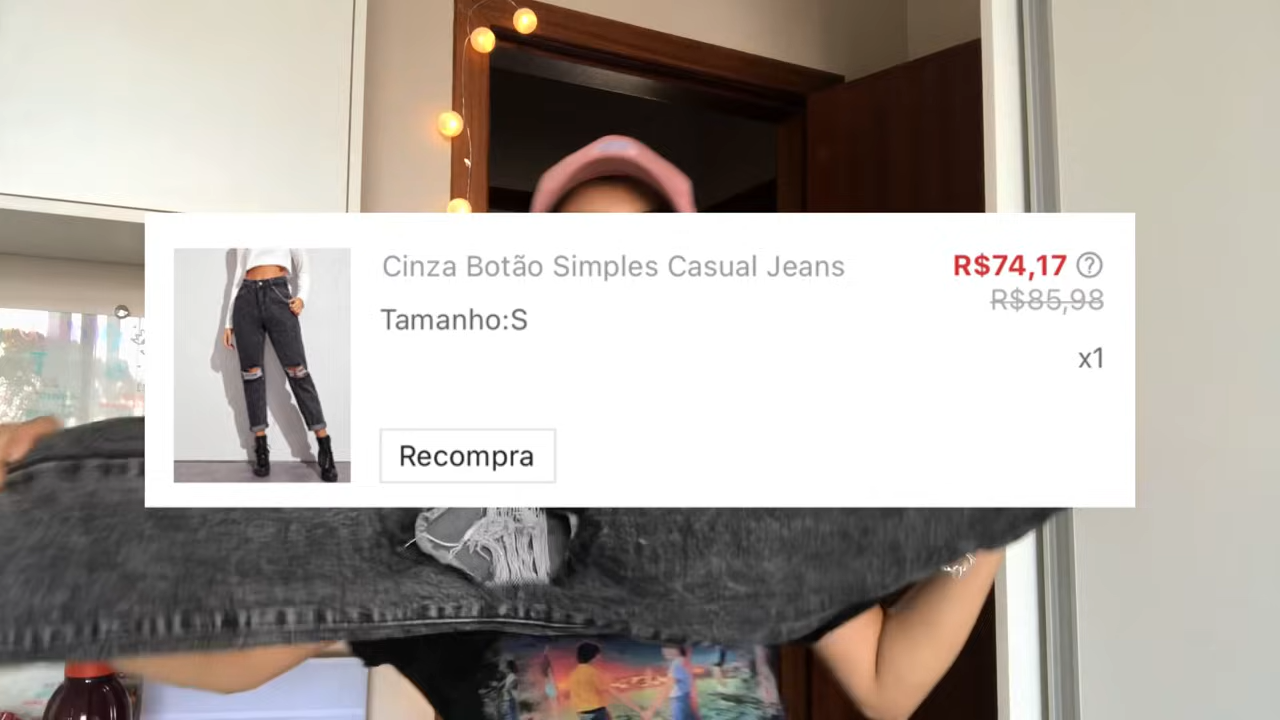 Cinza Botão Simples Casual Jeans
R$74,17 ?
R$85,98
Tamanho:S
x1
Recompra